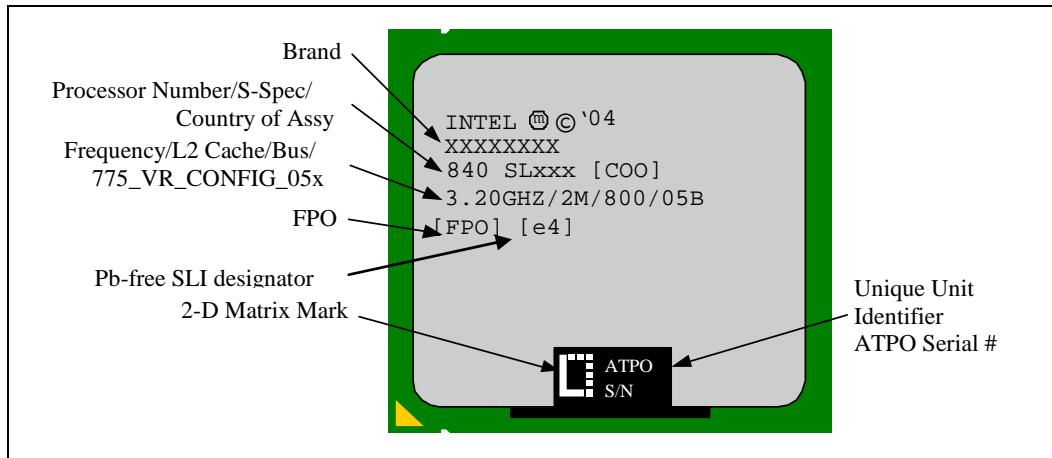 Brand
Processor Number/S-Spec/
Country of Assy
Frequency/L2 Cache/Bus/
775_VR_CONFIG_05x
FPO
Pb-free SLI designator
2-D Matrix Mark
INTEL ⓜ © '04
XXXXXXXX
840 SLxxx [COO]
3.20GHZ/2M/800/05B
[FPO] [e4]
ATPO
S/N
Unique Unit
Identifier
ATPO Serial #